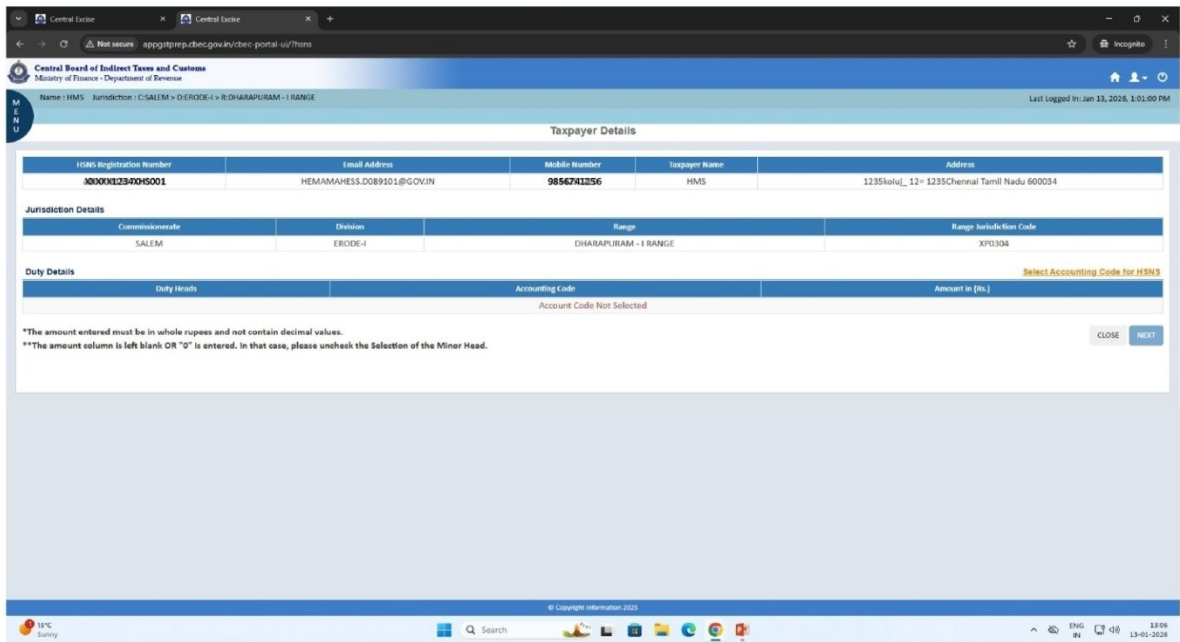 Central Excise
Central Excise
Not secure appgstprep.cbec.gov.in/cbec-portal-ui/?hsns
Incognito
Central Board of Indirect Taxes and Customs
Ministry of Finance - Department of Revenue
MENU
Name : HMS Jurisdiction : C:SALEM > D:ERODE-I > R:DHARAPURAM - I RANGE
Last Logged In: Jan 13, 2026, 1:01:00 PM
Taxpayer Details
HSNS Registration Number Email Address Mobile Number Taxpayer Name Address
HEMAMAHESS.D089101@GOV.IN 9856741256 HMS 1235koluj_ 12= 1235Chennai Tamil Nadu 600034
Jurisdiction Details
Commissionerate Division Range Range Jurisdiction Code
SALEM ERODE-I DHARAPURAM - I RANGE XP0304
Duty Details
Select Accounting Code for HSNS
Duty Heads Accounting Code Amount in (Rs.)
Account Code Not Selected
*The amount entered must be in whole rupees and not contain decimal values.
**The amount column is left blank OR "0" is entered. In that case, please uncheck the Selection of the Minor Head.
CLOSE NEXT
© Copyright Information 2025
1
15°C
Sunny
Search
ENG
IN
13:06
13-01-2026